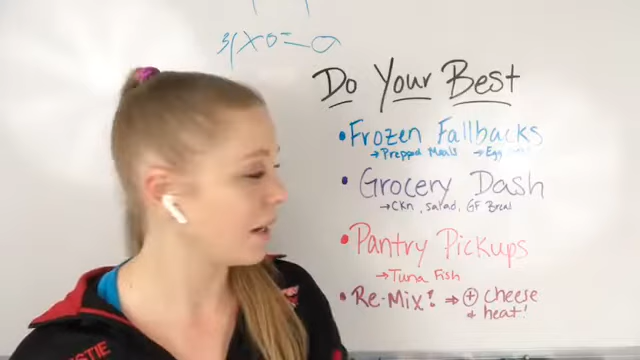 Do Your Best
• Frozen Fallbacks
→ Prepped Meals → Egg
• Grocery Dash
→ Ckn, salad, GF Bread
• Pantry Pickups
→ Tuna Fish
• Re-Mix! → + cheese
+ heat!
STIE